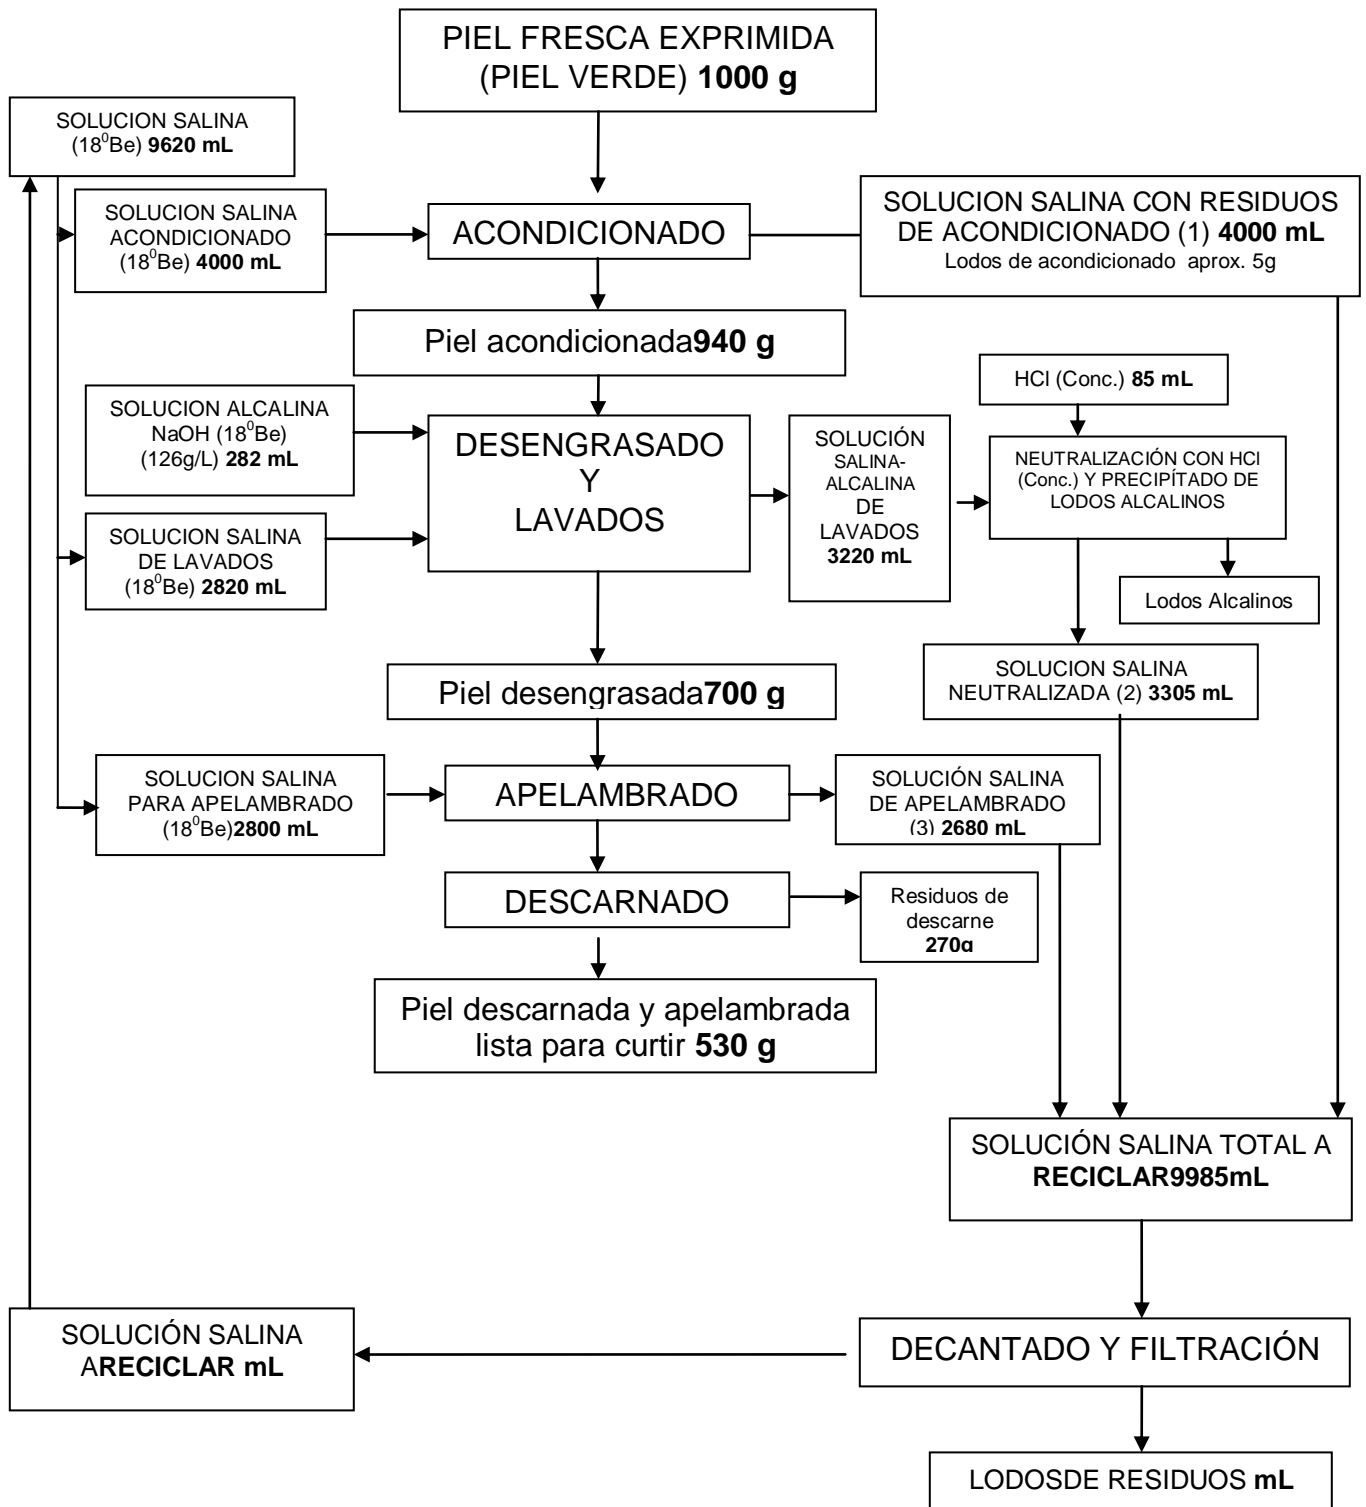 PIEL FRESCA EXPRIMIDA
(PIEL VERDE) 1000 g
SOLUCION SALINA
(18⁰Be) 9620 mL
SOLUCION SALINA
ACONDICIONADO
(18⁰Be) 4000 mL
ACONDICIONADO
SOLUCION SALINA CON RESIDUOS
DE ACONDICIONADO (1) 4000 mL
Lodos de acondicionado aprox. 5g
Piel acondicionada940 g
HCl (Conc.) 85 mL
SOLUCION ALCALINA
NaOH (18⁰Be)
(126g/L) 282 mL
DESENGRASADO
Y
LAVADOS
SOLUCIÓN
SALINA-
ALCALINA
DE
LAVADOS
3220 mL
NEUTRALIZACIÓN CON HCl
(Conc.) Y PRECIPÍTADO DE
LODOS ALCALINOS
SOLUCION SALINA
DE LAVADOS
(18⁰Be) 2820 mL
Lodos Alcalinos
Piel desengrasada700 g
SOLUCION SALINA
NEUTRALIZADA (2) 3305 mL
SOLUCION SALINA
PARA APELAMBRADO
(18⁰Be)2800 mL
APELAMBRADO
SOLUCIÓN SALINA
DE APELAMBRADO
(3) 2680 mL
DESCARNADO
Residuos de
descarne
270g
Piel descarnada y apelambrada
lista para curtir 530 g
SOLUCIÓN SALINA TOTAL A
RECICLAR9985mL
SOLUCIÓN SALINA
ARECICLAR mL
DECANTADO Y FILTRACIÓN
LODOSDE RESIDUOS mL